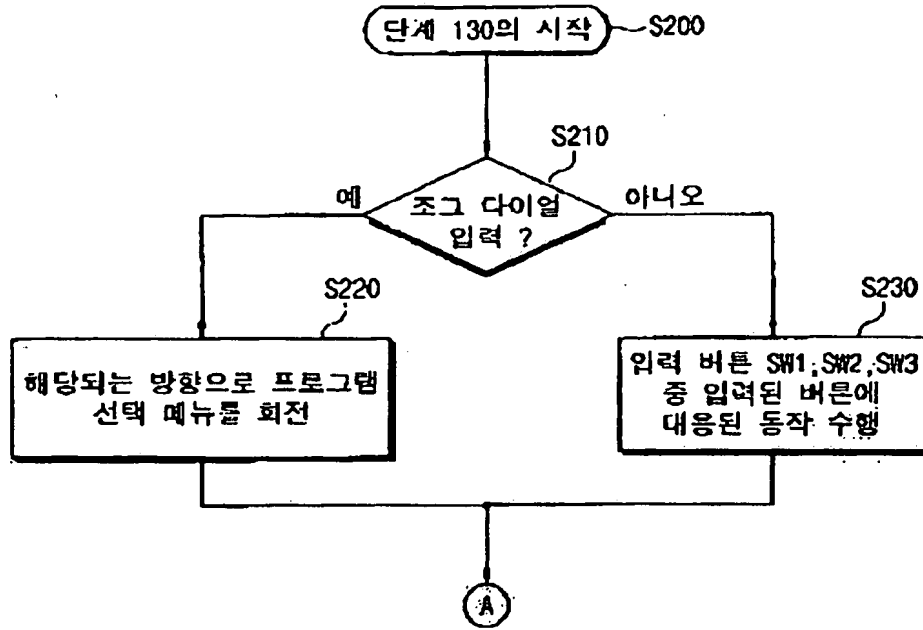 단계 130의 시작
S200
S210
예
조그 다이얼
입력 ?
아니오
S220
해당되는 방향으로 프로그램
선택 메뉴를 회전
S230
입력 버튼 SW1,SW2,SW3
중 입력된 버튼에
대응된 동작 수행
A